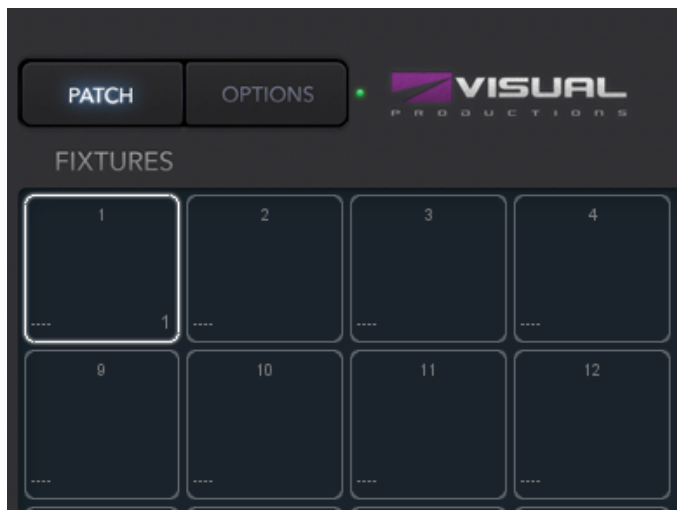 PATCH OPTIONS VISUAL
PRODUCTIONS
FIXTURES
1 2 3 4
---- 1 ---- ---- ----
9 10 11 12
---- ---- ---- ----